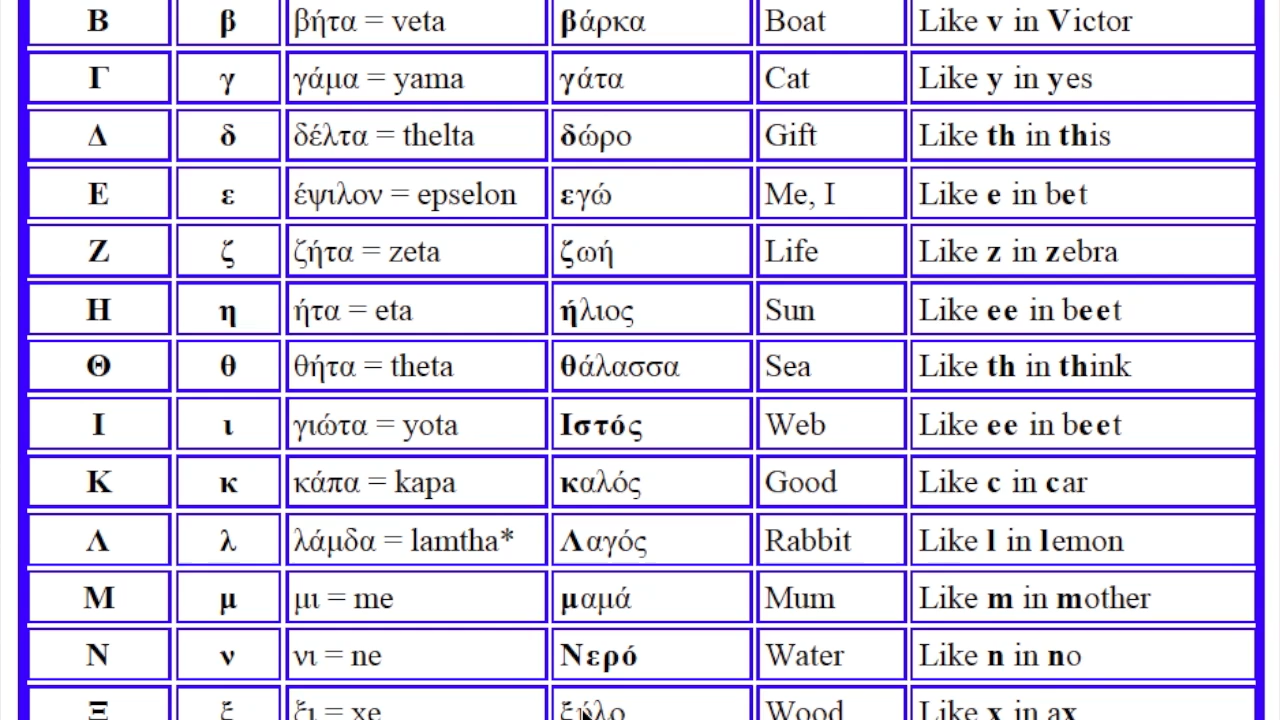 Β β βήτα = veta βάρκα Boat Like v in Victor
Γ γ γάμα = yama γάτα Cat Like y in yes
Δ δ δέλτα = thelta δώρο Gift Like th in this
Ε ε έψιλον = epselon εγώ Me, I Like e in bet
Ζ ζ ζήτα = zeta ζωή Life Like z in zebra
Η η ήτα = eta ήλιος Sun Like ee in beet
Θ θ θήτα = theta θάλασσα Sea Like th in think
Ι ι γιώτα = yota Ιστός Web Like ee in beet
Κ κ κάπα = kapa καλός Good Like c in car
Λ λ λάμδα = lamtha* Λαγός Rabbit Like l in lemon
Μ μ μι = me μαμά Mum Like m in mother
Ν ν νι = ne Νερό Water Like n in no
Ξ ξ ξι = xe ξύλο Wood Like x in ax